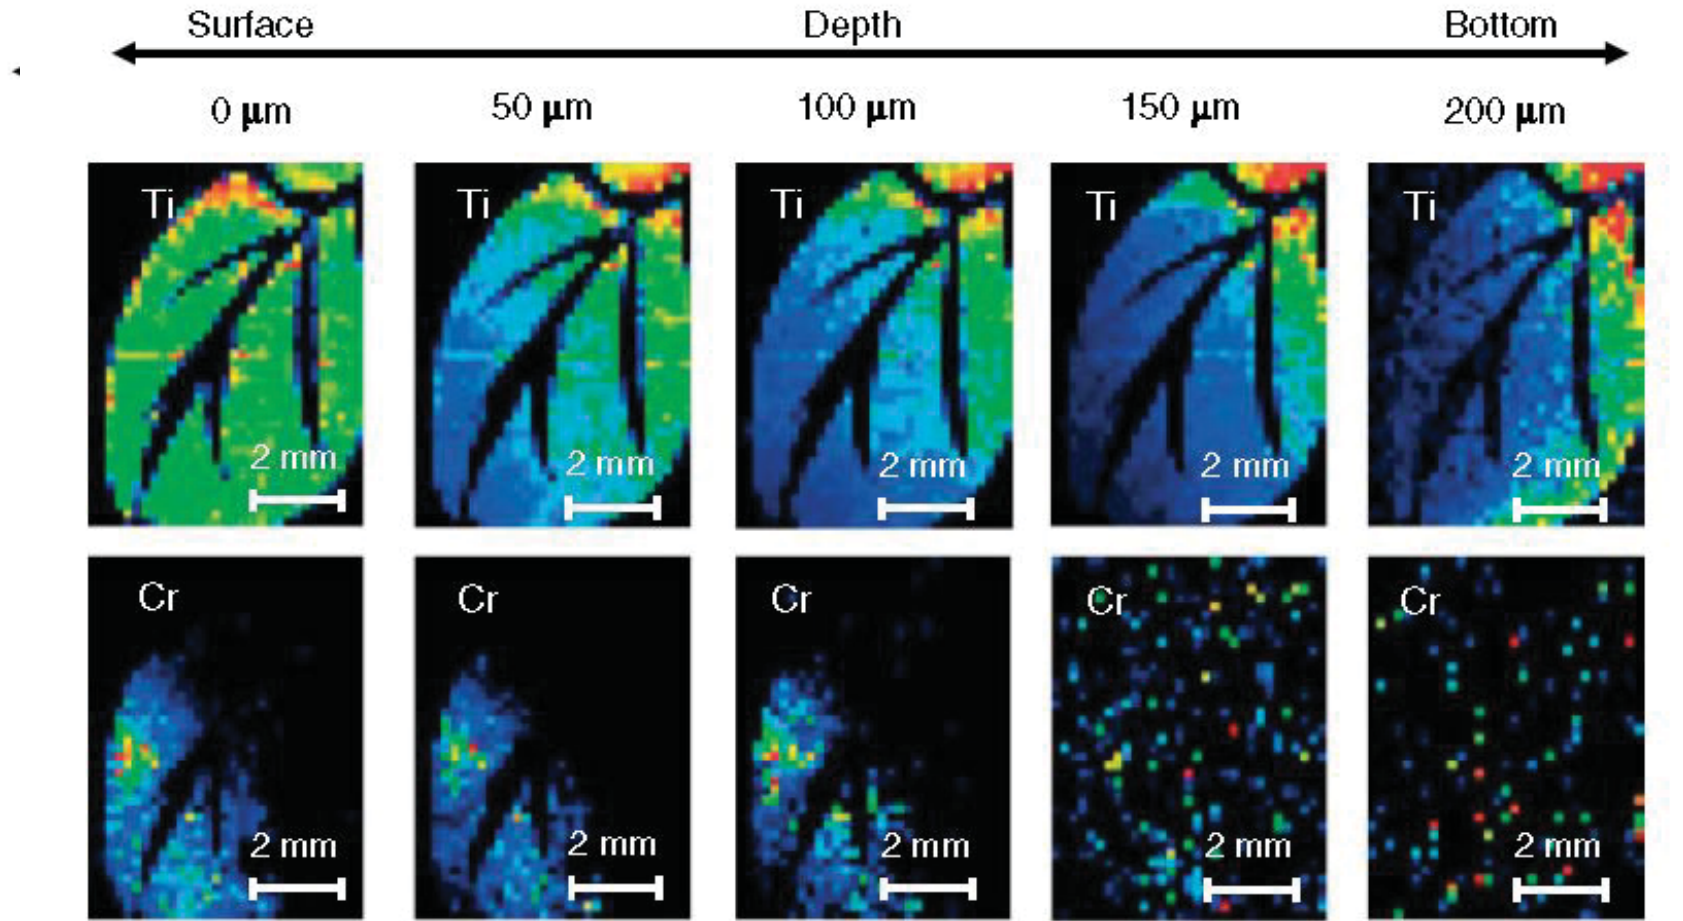 Surface Depth Bottom
0 μm 50 μm 100 μm 150 μm 200 μm
Ti Ti Ti Ti Ti
2 mm 2 mm 2 mm 2 mm 2 mm
Cr Cr Cr Cr Cr
2 mm 2 mm 2 mm 2 mm 2 mm